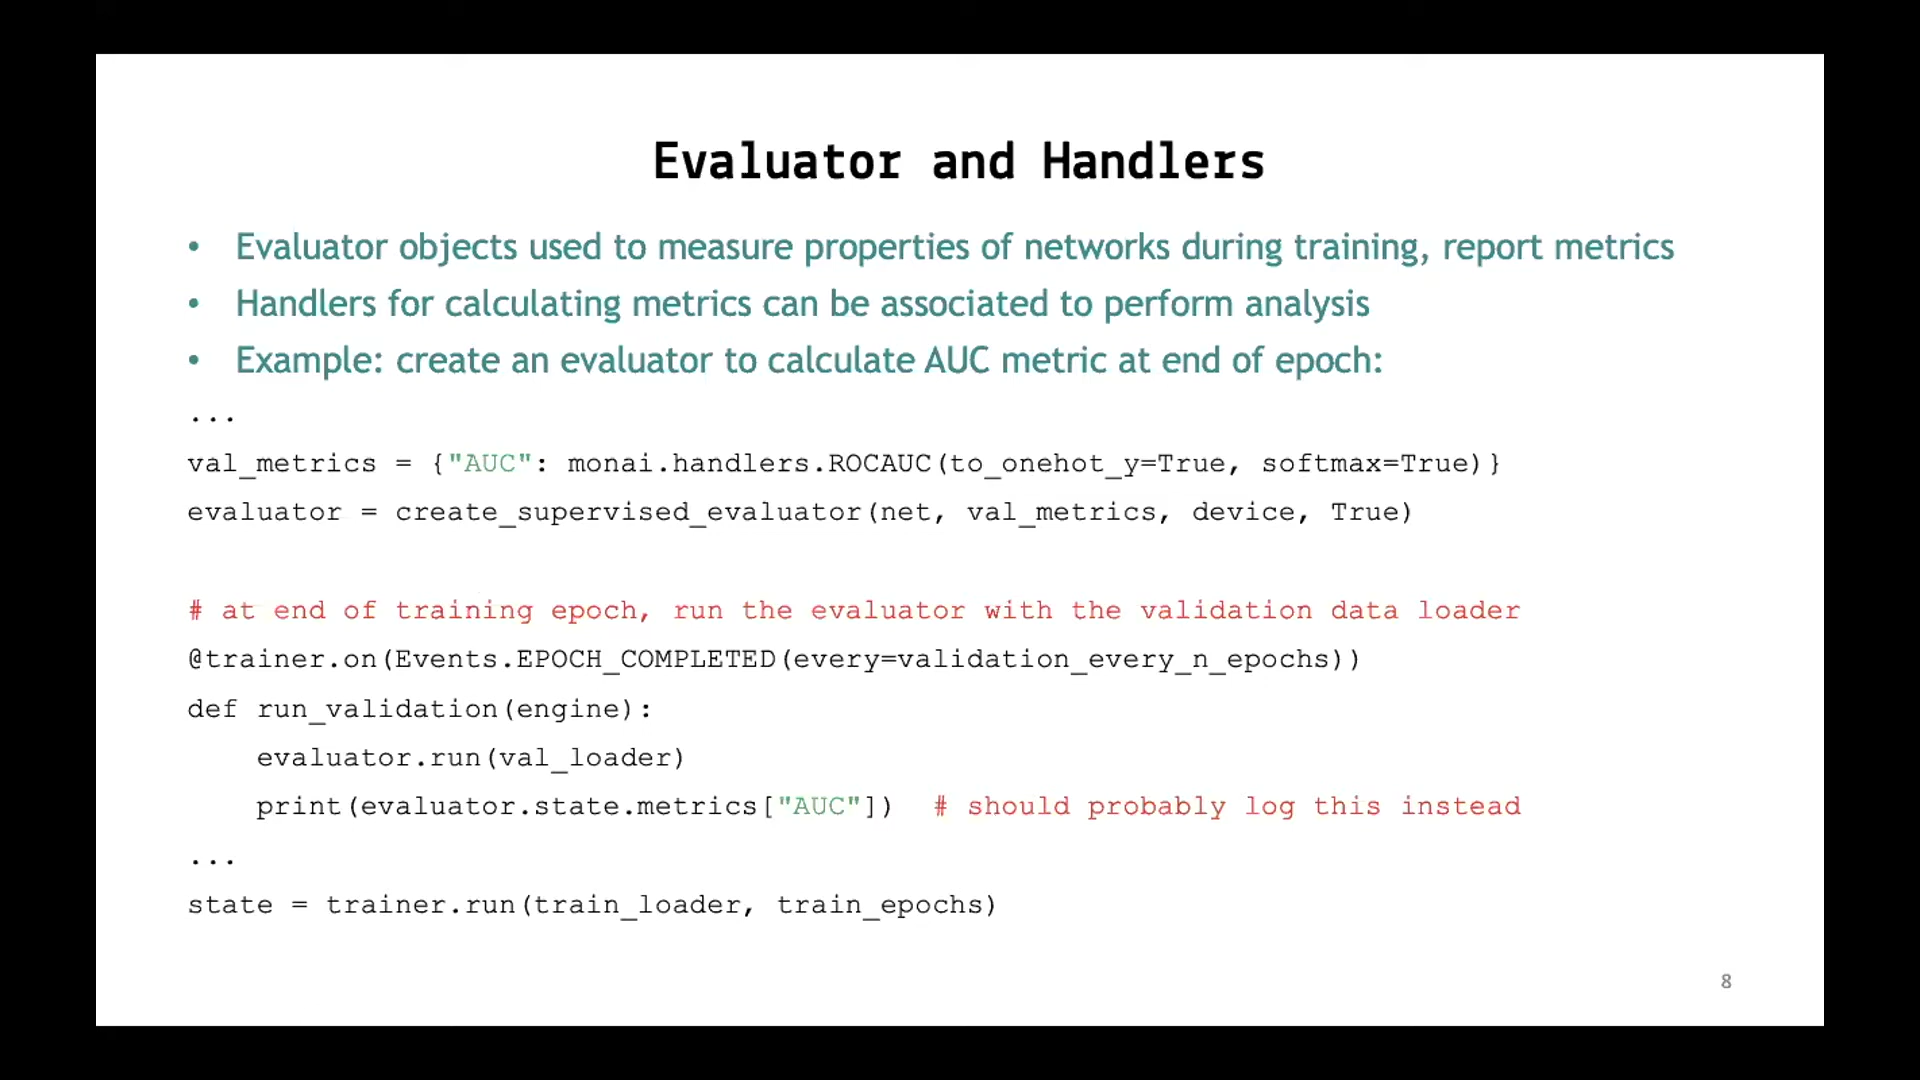 Evaluator and Handlers
• Evaluator objects used to measure properties of networks during training, report metrics
• Handlers for calculating metrics can be associated to perform analysis
• Example: create an evaluator to calculate AUC metric at end of epoch:
...
val_metrics = {"AUC": monai.handlers.ROCAUC(to_onehot_y=True, softmax=True)}
evaluator = create_supervised_evaluator(net, val_metrics, device, True)
# at end of training epoch, run the evaluator with the validation data loader
@trainer.on(Events.EPOCH_COMPLETED(every=validation_every_n_epochs))
def run_validation(engine):
    evaluator.run(val_loader)
    print(evaluator.state.metrics["AUC"])  # should probably log this instead
...
state = trainer.run(train_loader, train_epochs)
8